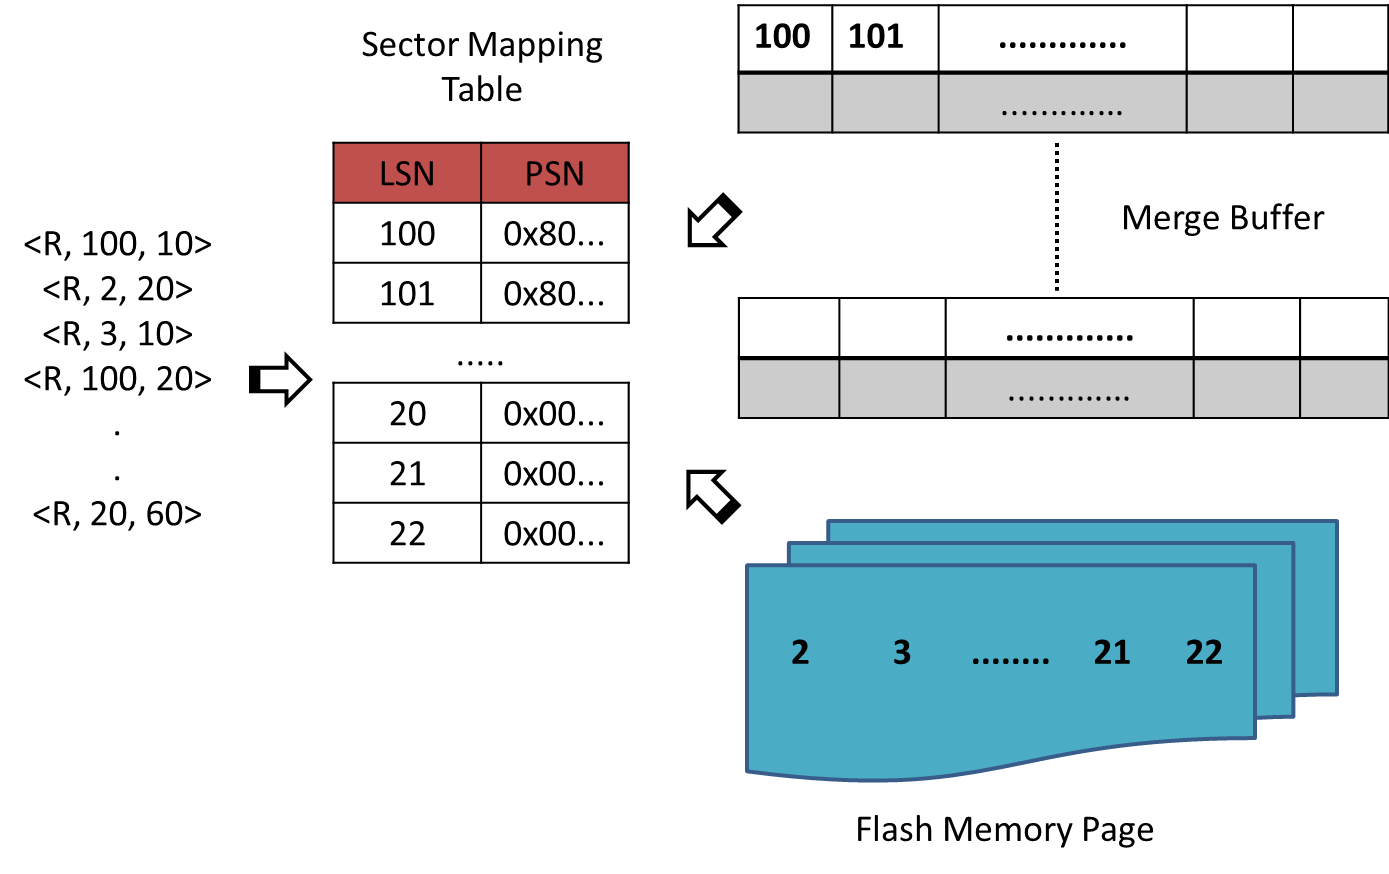 <R, 100, 10>
<R, 2, 20>
<R, 3, 10>
<R, 100, 20>
.
.
<R, 20, 60>
Sector Mapping
Table
LSN PSN
100 0x80...
101 0x80...
.....
20 0x00...
21 0x00...
22 0x00...
100 101 .............
.............
Merge Buffer
.............
.............
2 3 ........ 21 22
Flash Memory Page